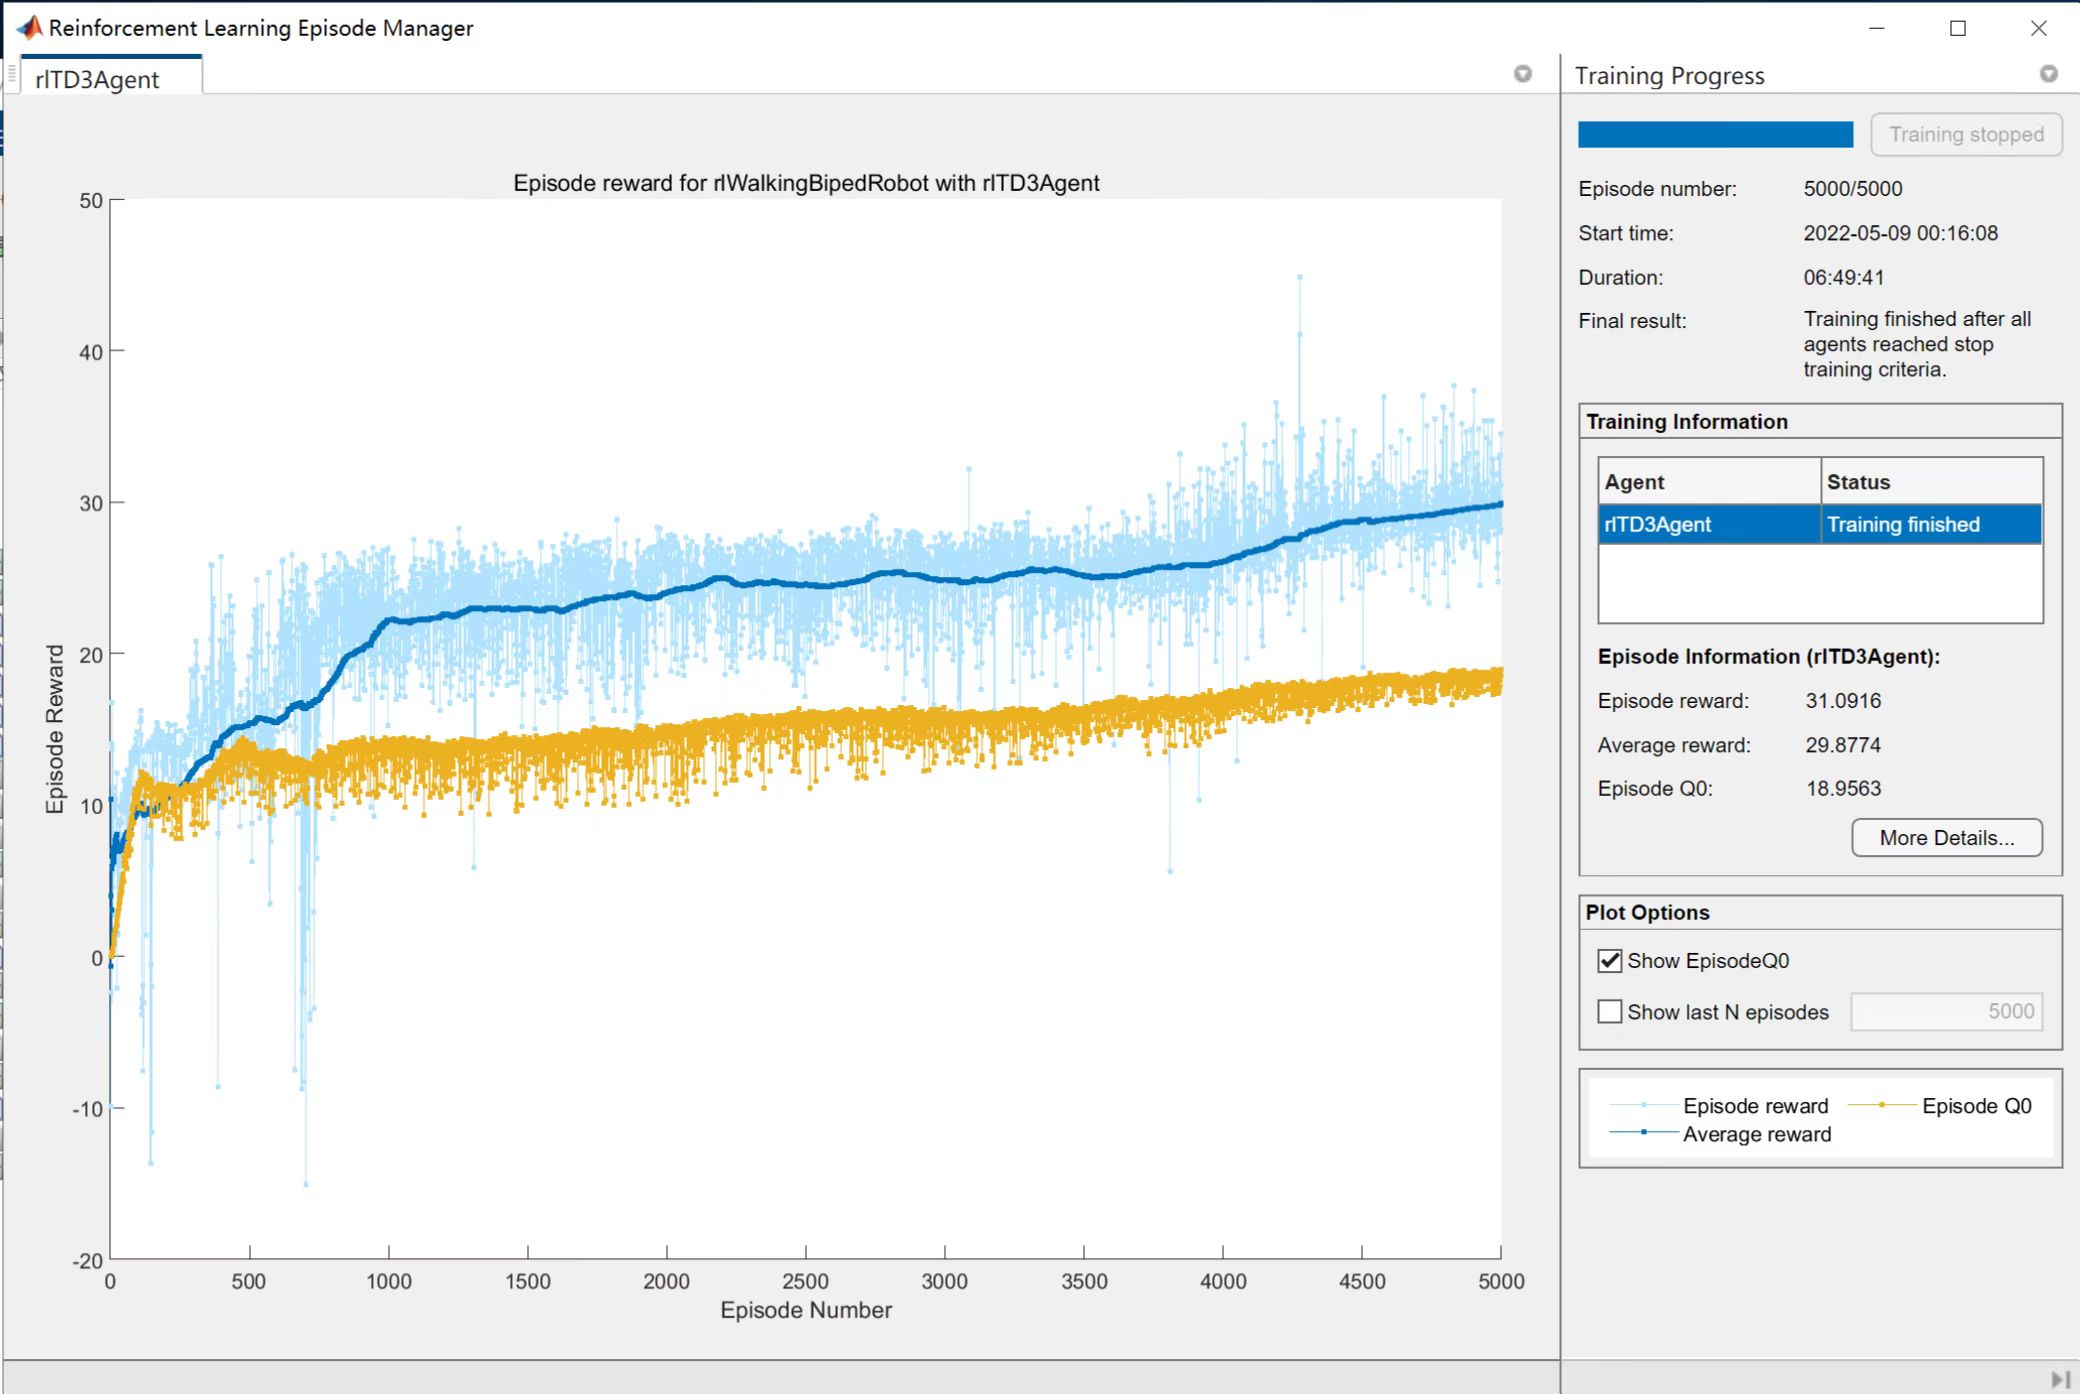 Reinforcement Learning Episode Manager
rlTD3Agent
Episode reward for rlWalkingBipedRobot with rlTD3Agent
50
40
30
20
10
0
-10
-20
Episode Reward
0 500 1000 1500 2000 2500 3000 3500 4000 4500 5000
Episode Number
Training Progress
Training stopped
Episode number: 5000/5000
Start time: 2022-05-09 00:16:08
Duration: 06:49:41
Final result: Training finished after all
agents reached stop
training criteria.
Training Information
Agent Status
rlTD3Agent Training finished
Episode Information (rlTD3Agent):
Episode reward: 31.0916
Average reward: 29.8774
Episode Q0: 18.9563
More Details...
Plot Options
Show EpisodeQ0
Show last N episodes 5000
Episode reward Episode Q0
Average reward